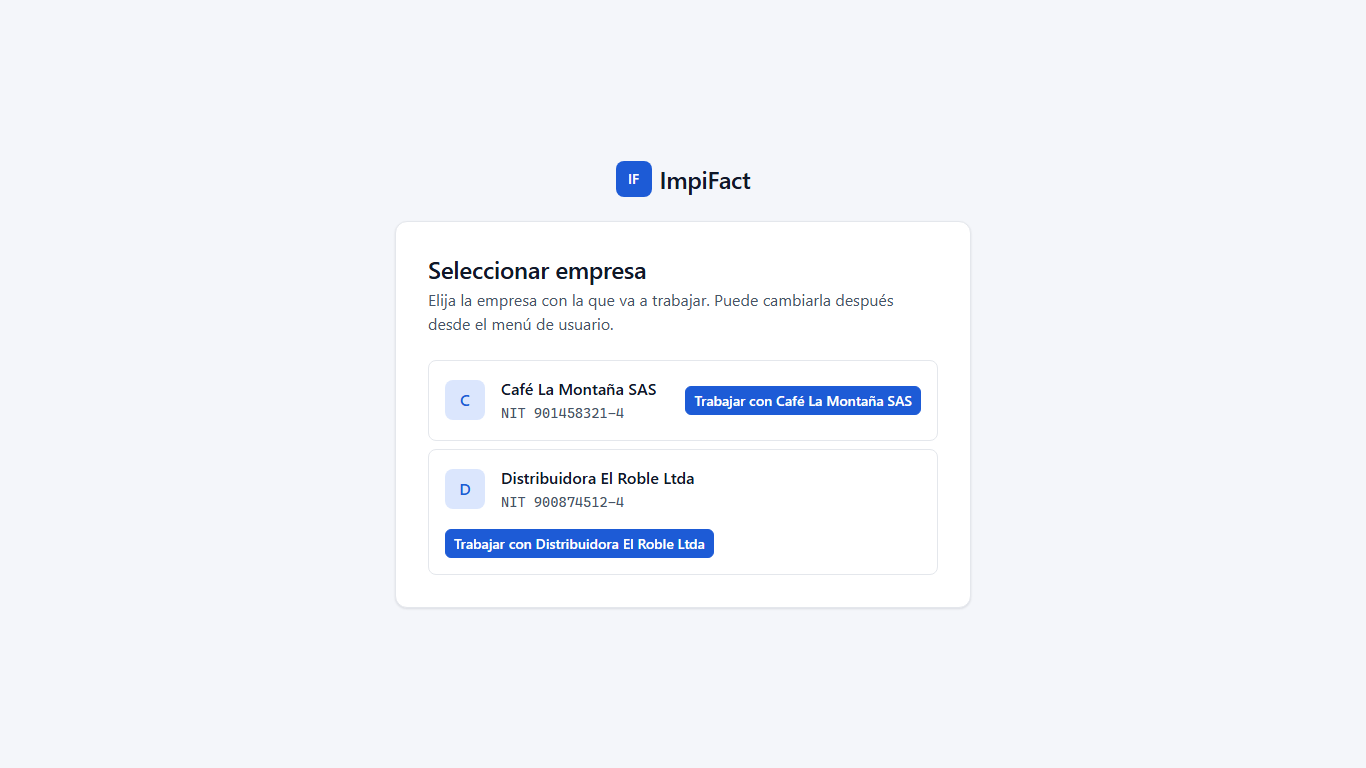 IF ImpiFact
Seleccionar empresa
Elija la empresa con la que va a trabajar. Puede cambiarla después
desde el menú de usuario.
C
Café La Montaña SAS
NIT 901458321-4
Trabajar con Café La Montaña SAS
D
Distribuidora El Roble Ltda
NIT 900874512-4
Trabajar con Distribuidora El Roble Ltda